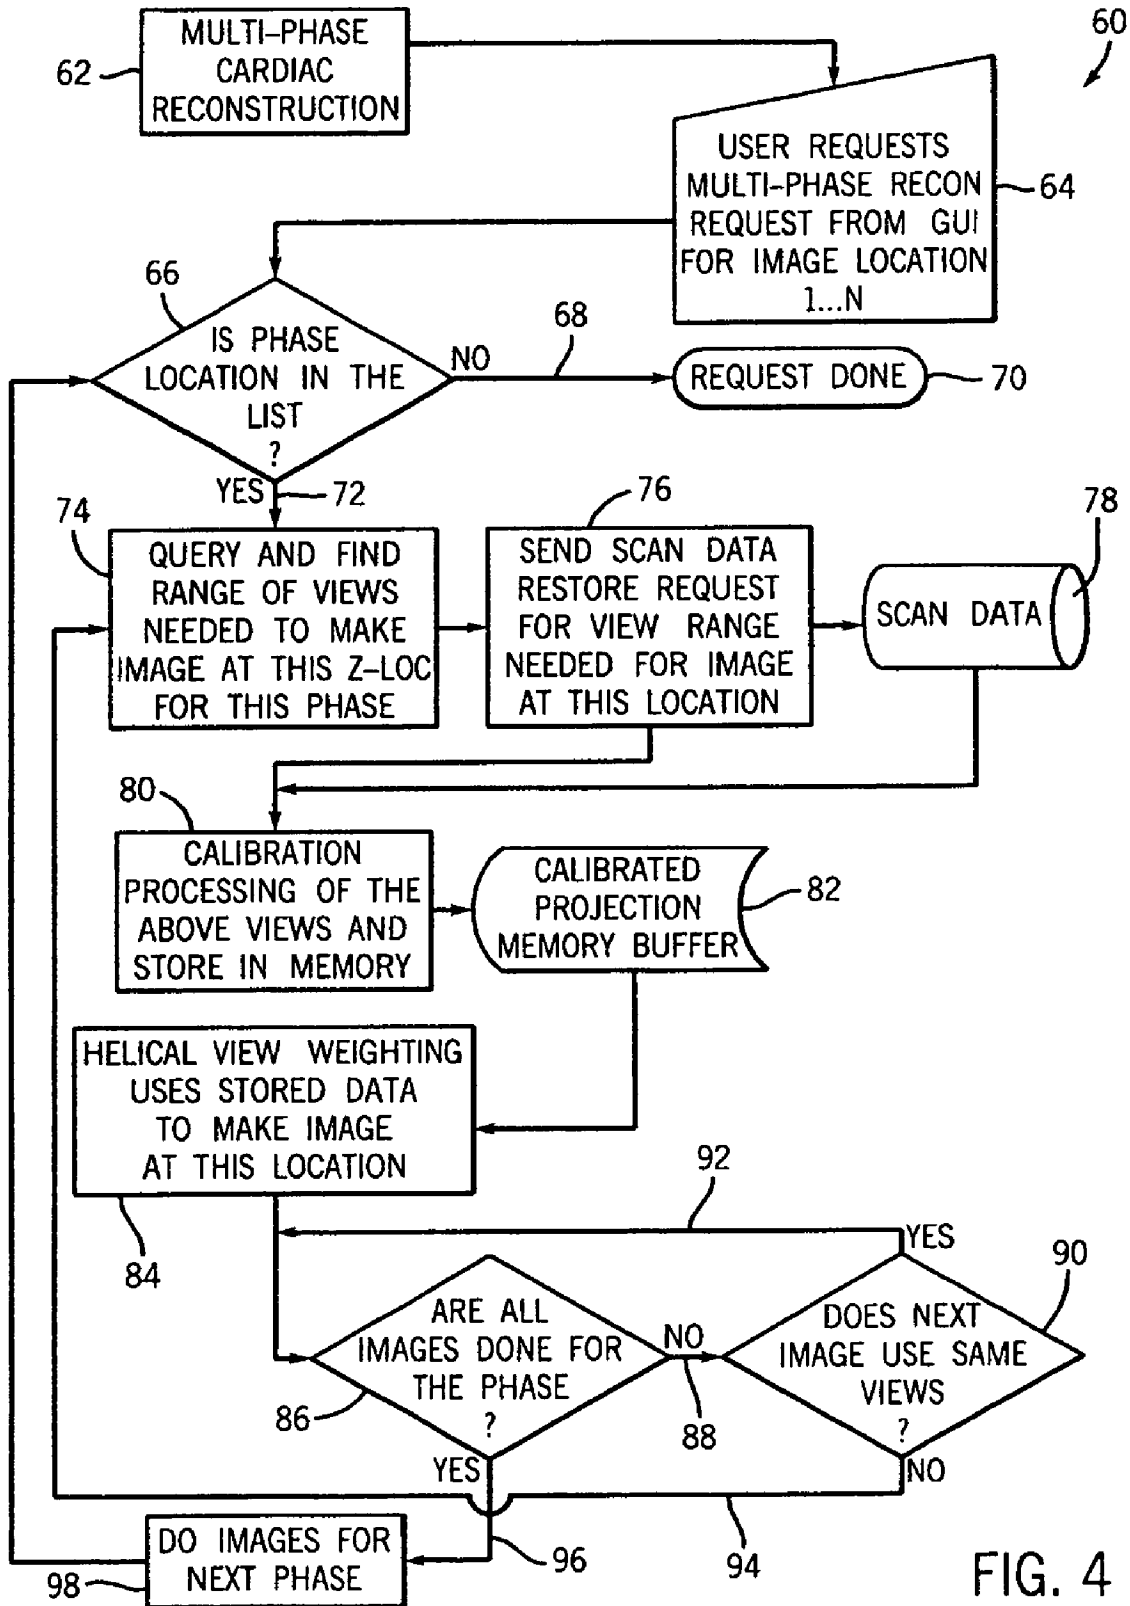 MULTI-PHASE
CARDIAC
RECONSTRUCTION
62
60
USER REQUESTS
MULTI-PHASE RECON
REQUEST FROM GUI
FOR IMAGE LOCATION
1...N
64
66
IS PHASE
LOCATION IN THE
LIST
?
NO
68
REQUEST DONE
70
YES
72
74
QUERY AND FIND
RANGE OF VIEWS
NEEDED TO MAKE
IMAGE AT THIS Z-LOC
FOR THIS PHASE
76
SEND SCAN DATA
RESTORE REQUEST
FOR VIEW RANGE
NEEDED FOR IMAGE
AT THIS LOCATION
78
SCAN DATA
80
CALIBRATION
PROCESSING OF THE
ABOVE VIEWS AND
STORE IN MEMORY
CALIBRATED
PROJECTION
MEMORY BUFFER
82
HELICAL VIEW WEIGHTING
USES STORED DATA
TO MAKE IMAGE
AT THIS LOCATION
84
92
YES
90
ARE ALL
IMAGES DONE FOR
THE PHASE
?
86
NO
88
DOES NEXT
IMAGE USE SAME
VIEWS
?
YES
NO
96
94
DO IMAGES FOR
NEXT PHASE
98
FIG. 4